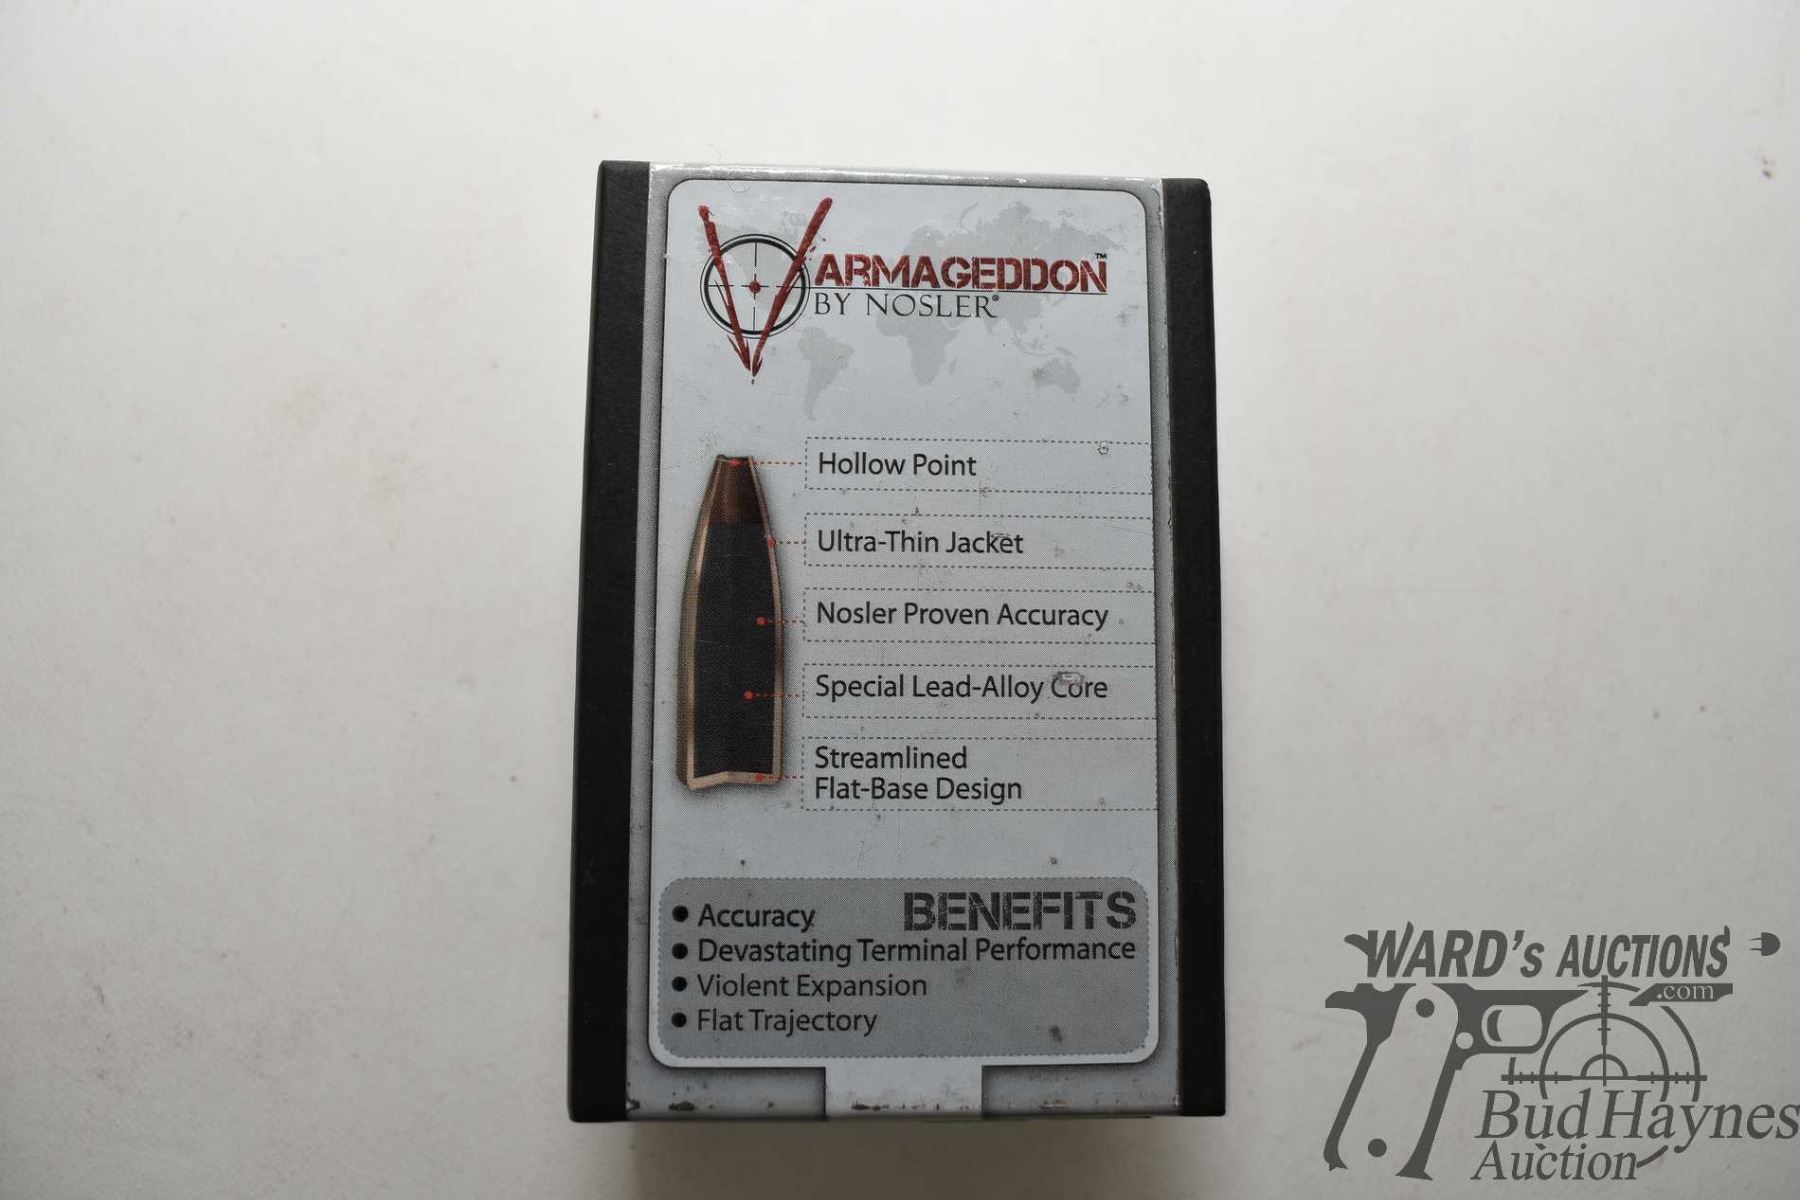 VARMAGEDDON™
BY NOSLER®
Hollow Point
Ultra-Thin Jacket
Nosler Proven Accuracy
Special Lead-Alloy Core
Streamlined
Flat-Base Design
BENEFITS
● Accuracy
● Devastating Terminal Performance
● Violent Expansion
● Flat Trajectory
WARD's AUCTIONS
.com
Bud Haynes
Auction